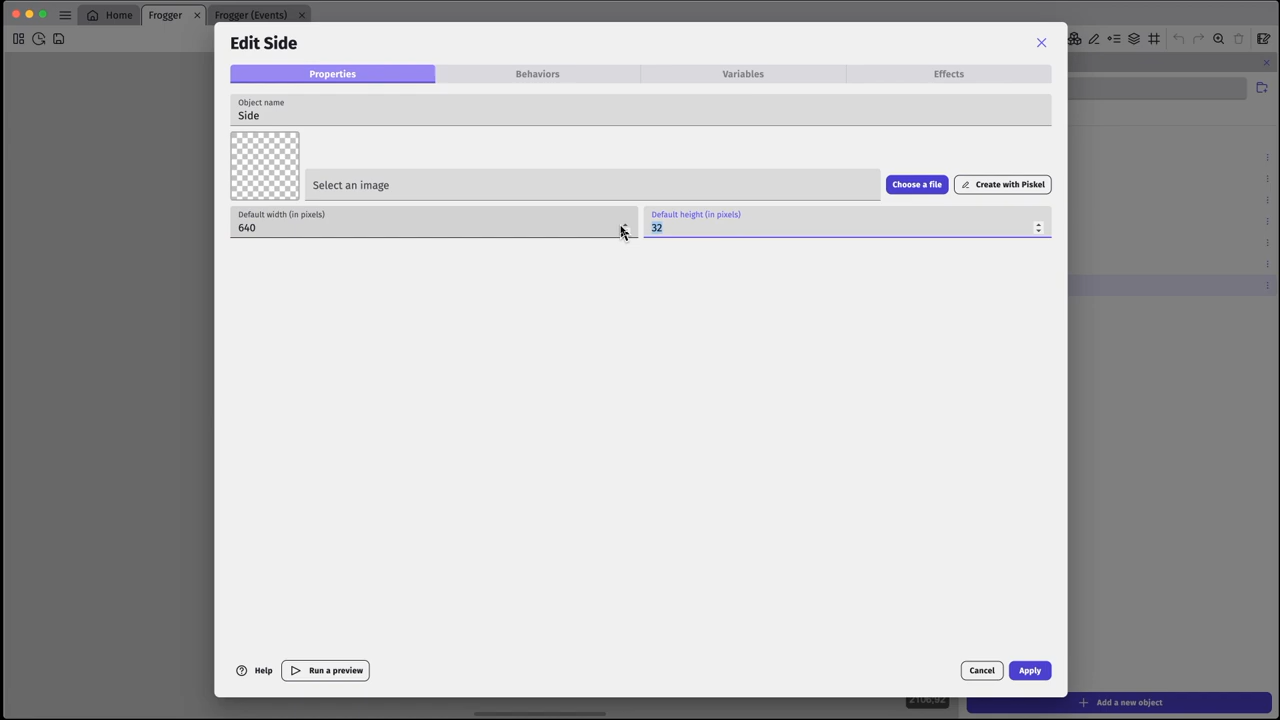 Home
Frogger
Frogger (Events)
Edit Side
Properties
Behaviors
Variables
Effects
Object name
Side
Select an image
Choose a file
Create with Piskel
Default width (in pixels)
640
Default height (in pixels)
32
Help
Run a preview
Cancel
Apply
2106;92
Add a new object